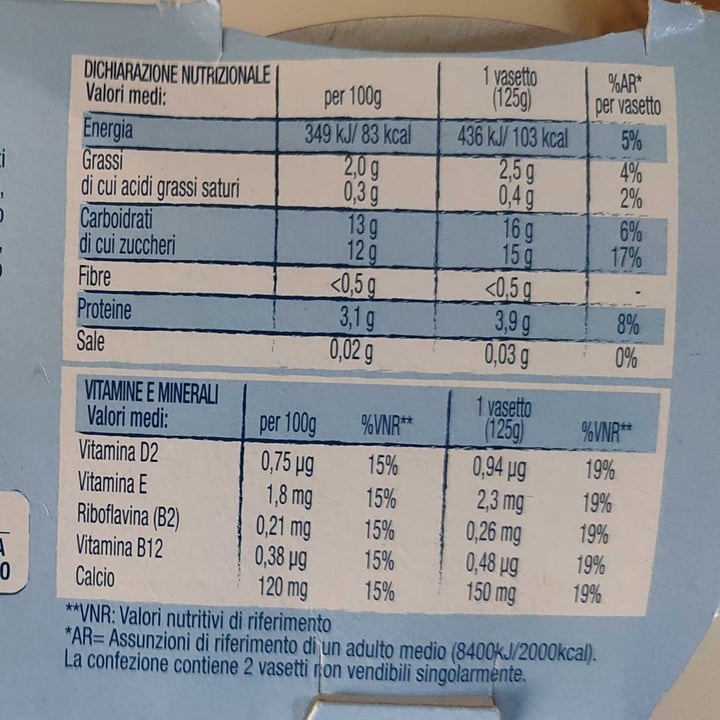 DICHIARAZIONE NUTRIZIONALE
Valori medi: per 100g 1 vasetto (125g) %AR* per vasetto
Energia 349 kJ/ 83 kcal 436 kJ/ 103 kcal 5%
Grassi 2,0 g 2,5 g 4%
di cui acidi grassi saturi 0,3 g 0,4 g 2%
Carboidrati 13 g 16 g 6%
di cui zuccheri 12 g 15 g 17%
Fibre <0,5 g <0,5 g -
Proteine 3,1 g 3,9 g 8%
Sale 0,02 g 0,03 g 0%
VITAMINE E MINERALI
Valori medi: per 100g %VNR** 1 vasetto (125g) %VNR**
Vitamina D2 0,75 µg 15% 0,94 µg 19%
Vitamina E 1,8 mg 15% 2,3 mg 19%
Riboflavina (B2) 0,21 mg 15% 0,26 mg 19%
Vitamina B12 0,38 µg 15% 0,48 µg 19%
Calcio 120 mg 15% 150 mg 19%
**VNR: Valori nutritivi di riferimento
*AR= Assunzioni di riferimento di un adulto medio (8400kJ/2000kcal).
La confezione contiene 2 vasetti non vendibili singolarmente.